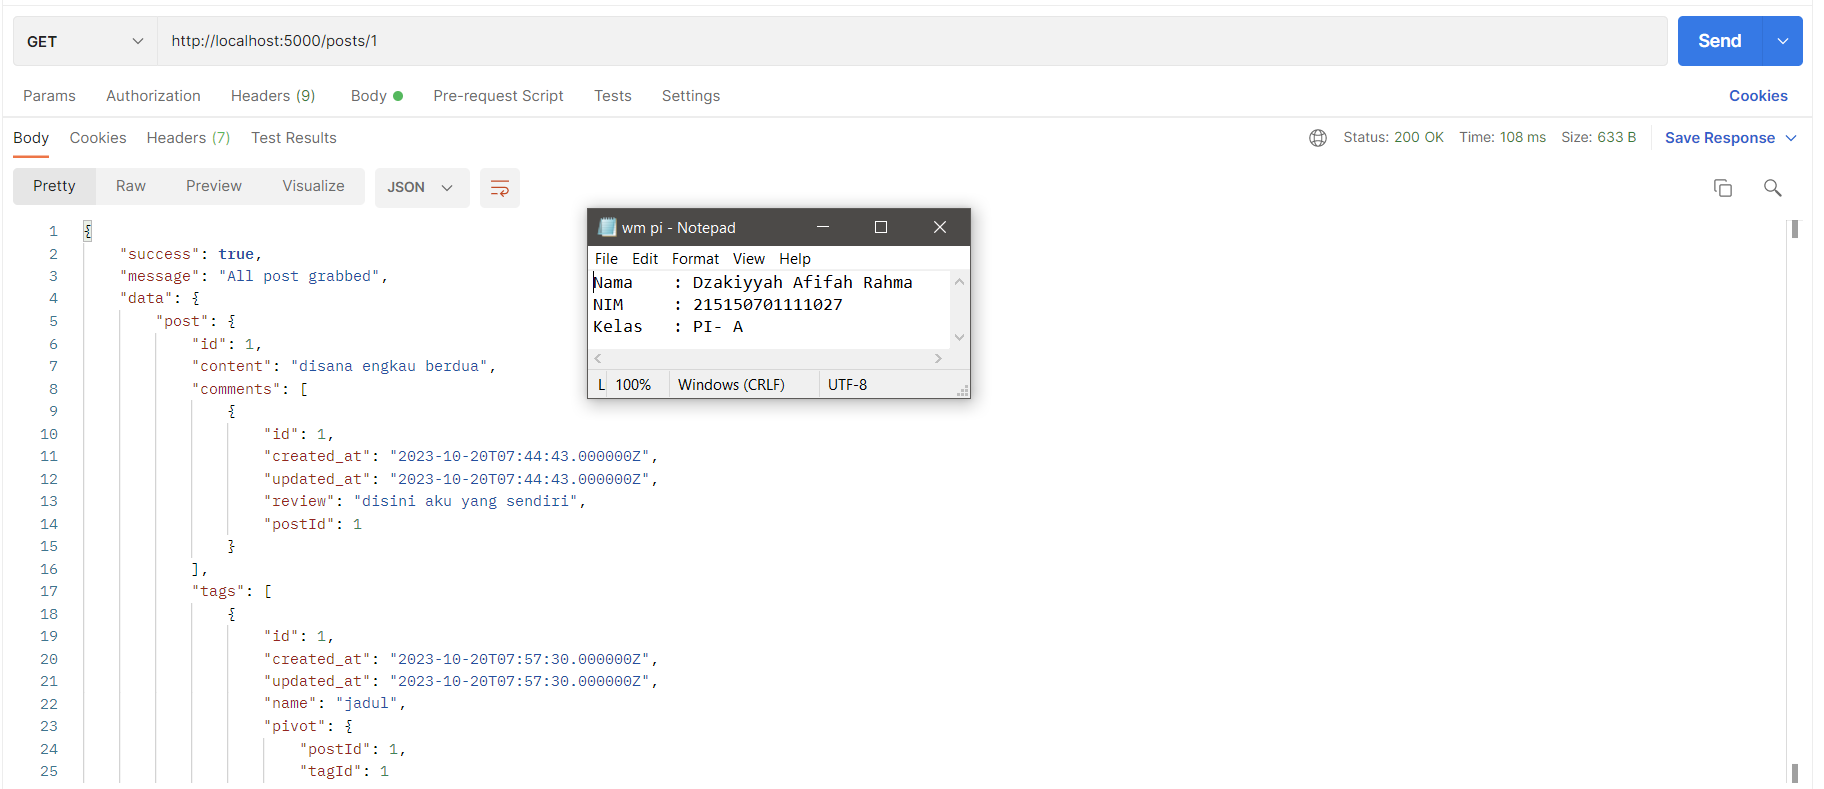 GET http://localhost:5000/posts/1 Send
Params Authorization Headers (9) Body Pre-request Script Tests Settings Cookies
Body Cookies Headers (7) Test Results Status: 200 OK Time: 108 ms Size: 633 B Save Response
Pretty Raw Preview Visualize JSON
wm pi - Notepad
File Edit Format View Help
Nama : Dzakiyyah Afifah Rahma
NIM : 215150701111027
Kelas : PI- A
L 100% Windows (CRLF) UTF-8
1 {
2 "success": true,
3 "message": "All post grabbed",
4 "data": {
5 "post": {
6 "id": 1,
7 "content": "disana engkau berdua",
8 "comments": [
9 {
10 "id": 1,
11 "created_at": "2023-10-20T07:44:43.000000Z",
12 "updated_at": "2023-10-20T07:44:43.000000Z",
13 "review": "disini aku yang sendiri",
14 "postId": 1
15 }
16 ],
17 "tags": [
18 {
19 "id": 1,
20 "created_at": "2023-10-20T07:57:30.000000Z",
21 "updated_at": "2023-10-20T07:57:30.000000Z",
22 "name": "jadul",
23 "pivot": {
24 "postId": 1,
25 "tagId": 1